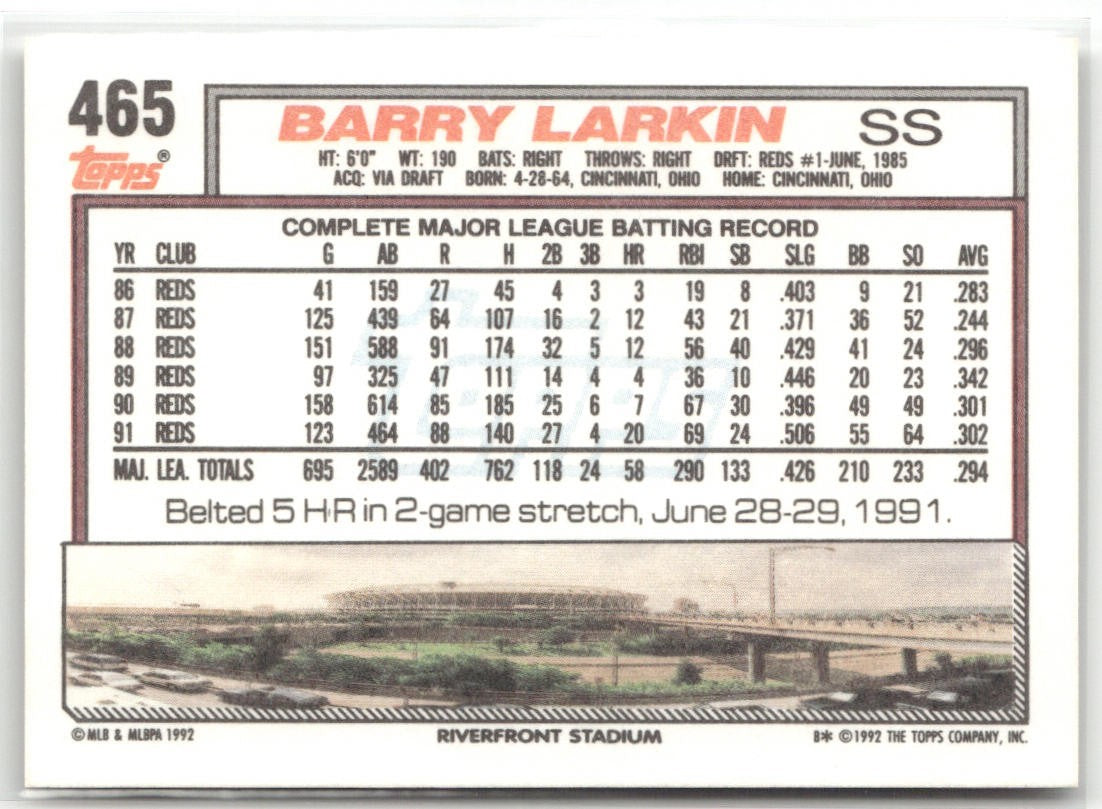 465
Topps®
BARRY LARKIN SS
HT: 6'0" WT: 190 BATS: RIGHT THROWS: RIGHT DRFT: REDS #1-JUNE, 1985
ACQ: VIA DRAFT BORN: 4-28-64, CINCINNATI, OHIO HOME: CINCINNATI, OHIO
COMPLETE MAJOR LEAGUE BATTING RECORD
YR CLUB G AB R H 2B 3B HR RBI SB SLG BB SO AVG
86 REDS 41 159 27 45 4 3 3 19 8 .403 9 21 .283
87 REDS 125 439 64 107 16 2 12 43 21 .371 36 52 .244
88 REDS 151 588 91 174 32 5 12 56 40 .429 41 24 .296
89 REDS 97 325 47 111 14 4 4 36 10 .446 20 23 .342
90 REDS 158 614 85 185 25 6 7 67 30 .396 49 49 .301
91 REDS 123 464 88 140 27 4 20 69 24 .506 55 64 .302
MAJ. LEA. TOTALS 695 2589 402 762 118 24 58 290 133 .426 210 233 .294
Belted 5 HR in 2-game stretch, June 28-29, 1991.
©MLB & MLBPA 1992 RIVERFRONT STADIUM B* ©1992 THE TOPPS COMPANY, INC.